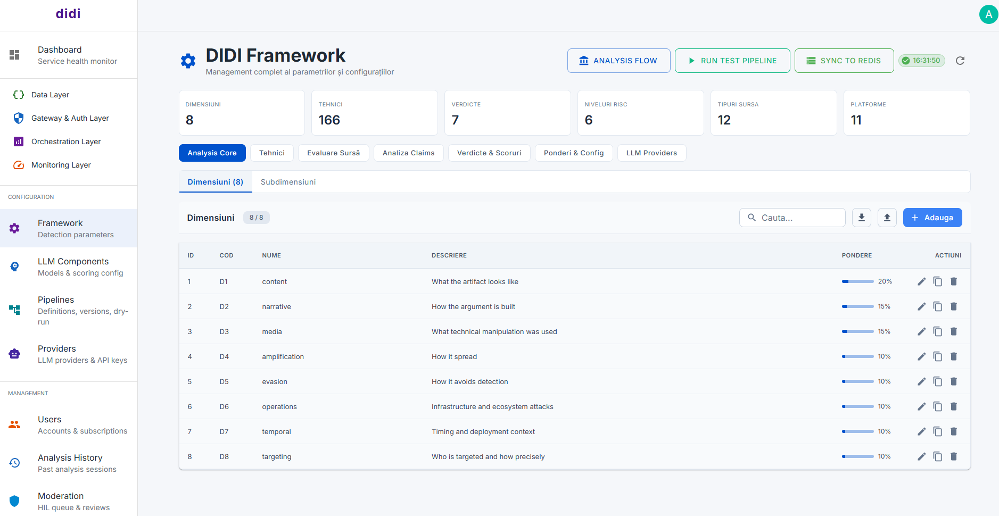 didi
A
Dashboard
Service health monitor
Data Layer
Gateway & Auth Layer
Orchestration Layer
Monitoring Layer
CONFIGURATION
Framework
Detection parameters
LLM Components
Models & scoring config
Pipelines
Definitions, versions, dry-
run
Providers
LLM providers & API keys
MANAGEMENT
Users
Accounts & subscriptions
Analysis History
Past analysis sessions
Moderation
HIL queue & reviews
DIDI Framework
Management complet al parametrilor și configurațiilor
ANALYSIS FLOW
RUN TEST PIPELINE
SYNC TO REDIS
16:31:50
DIMENSIUNI
8
TEHNICI
166
VERDICTE
7
NIVELURI RISC
6
TIPURI SURSA
12
PLATFORME
11
Analysis Core
Tehnici
Evaluare Sursă
Analiza Claims
Verdicte & Scoruri
Ponderi & Config
LLM Providers
Dimensiuni (8)
Subdimensiuni
Dimensiuni
8 / 8
Cauta...
Adauga
ID COD NUME DESCRIERE PONDERE ACTIUNI
1 D1 content What the artifact looks like 20%
2 D2 narrative How the argument is built 15%
3 D3 media What technical manipulation was used 15%
4 D4 amplification How it spread 10%
5 D5 evasion How it avoids detection 10%
6 D6 operations Infrastructure and ecosystem attacks 10%
7 D7 temporal Timing and deployment context 10%
8 D8 targeting Who is targeted and how precisely 10%